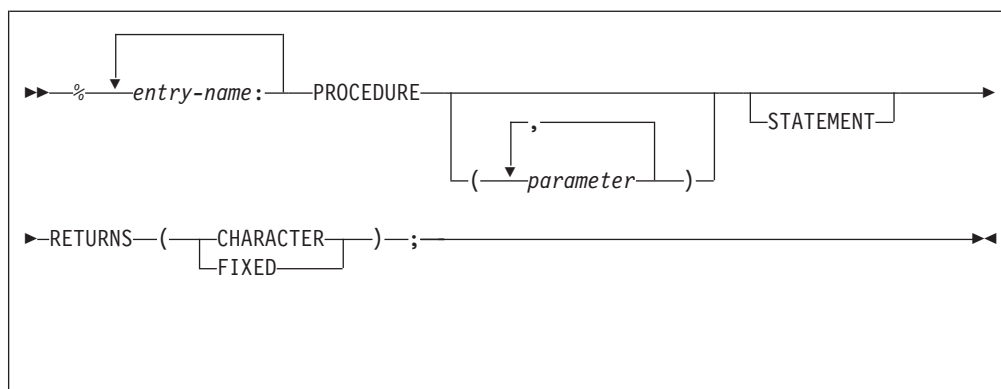 % entry-name: PROCEDURE
STATEMENT
,
( parameter )
RETURNS ( CHARACTER ) ;
FIXED